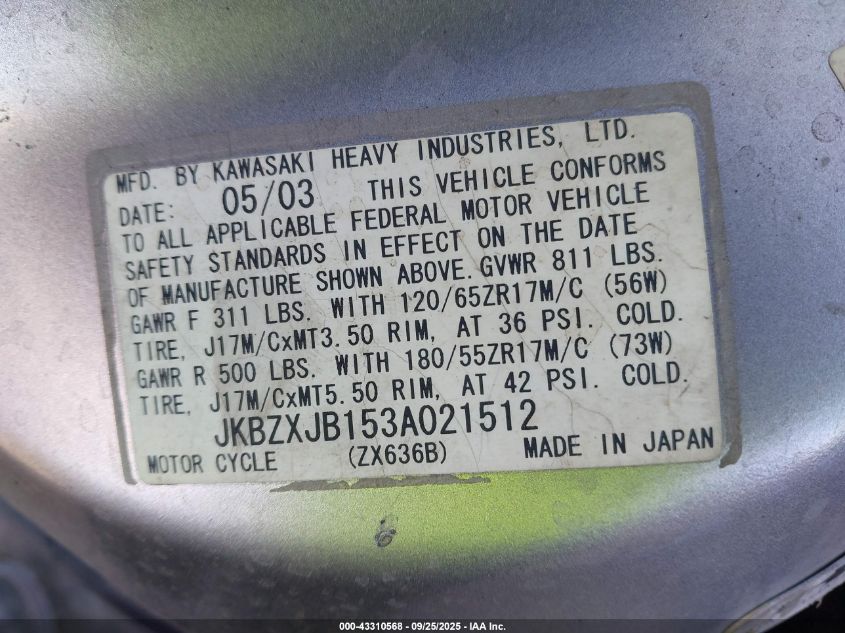 MFD. BY KAWASAKI HEAVY INDUSTRIES, LTD.
DATE: 05/03 THIS VEHICLE CONFORMS
TO ALL APPLICABLE FEDERAL MOTOR VEHICLE
SAFETY STANDARDS IN EFFECT ON THE DATE
OF MANUFACTURE SHOWN ABOVE. GVWR 811 LBS.
GAWR F 311 LBS. WITH 120/65ZR17M/C (56W)
TIRE, J17M/CxMT3.50 RIM, AT 36 PSI. COLD.
GAWR R 500 LBS. WITH 180/55ZR17M/C (73W)
TIRE, J17M/CxMT5.50 RIM, AT 42 PSI. COLD.
JKBZXJB153A021512
MOTOR CYCLE (ZX636B) MADE IN JAPAN
000-43310568 - 09/25/2025 - IAA Inc.